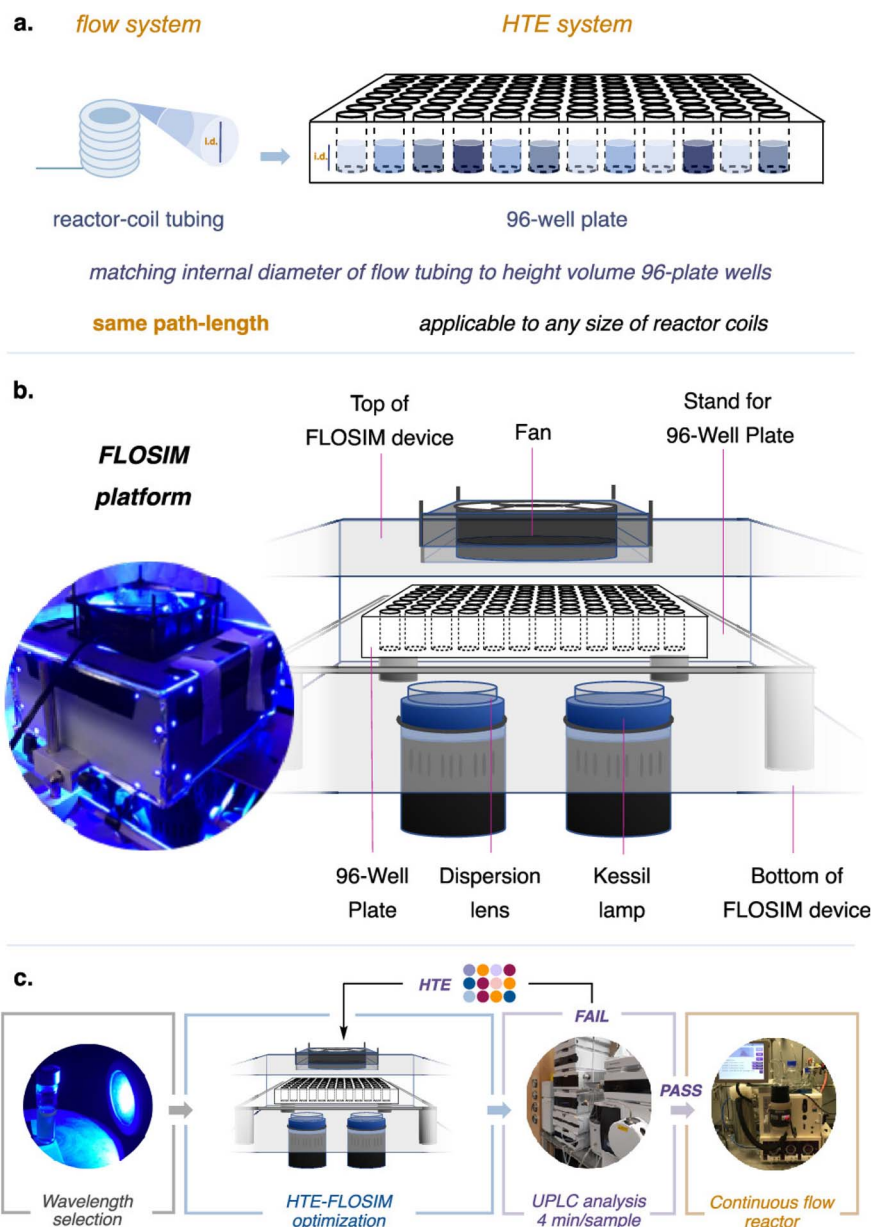 a.
flow system
HTE system
i.d.
i.d.
reactor-coil tubing
96-well plate
matching internal diameter of flow tubing to height volume 96-plate wells
same path-length
applicable to any size of reactor coils
b.
FLOSIM
platform
Top of
FLOSIM device
Fan
Stand for
96-Well Plate
96-Well
Plate
Dispersion
lens
Kessil
lamp
Bottom of
FLOSIM device
c.
HTE
FAIL
PASS
Wavelength
selection
HTE-FLOSIM
optimization
UPLC analysis
4 min/sample
Continuous flow
reactor